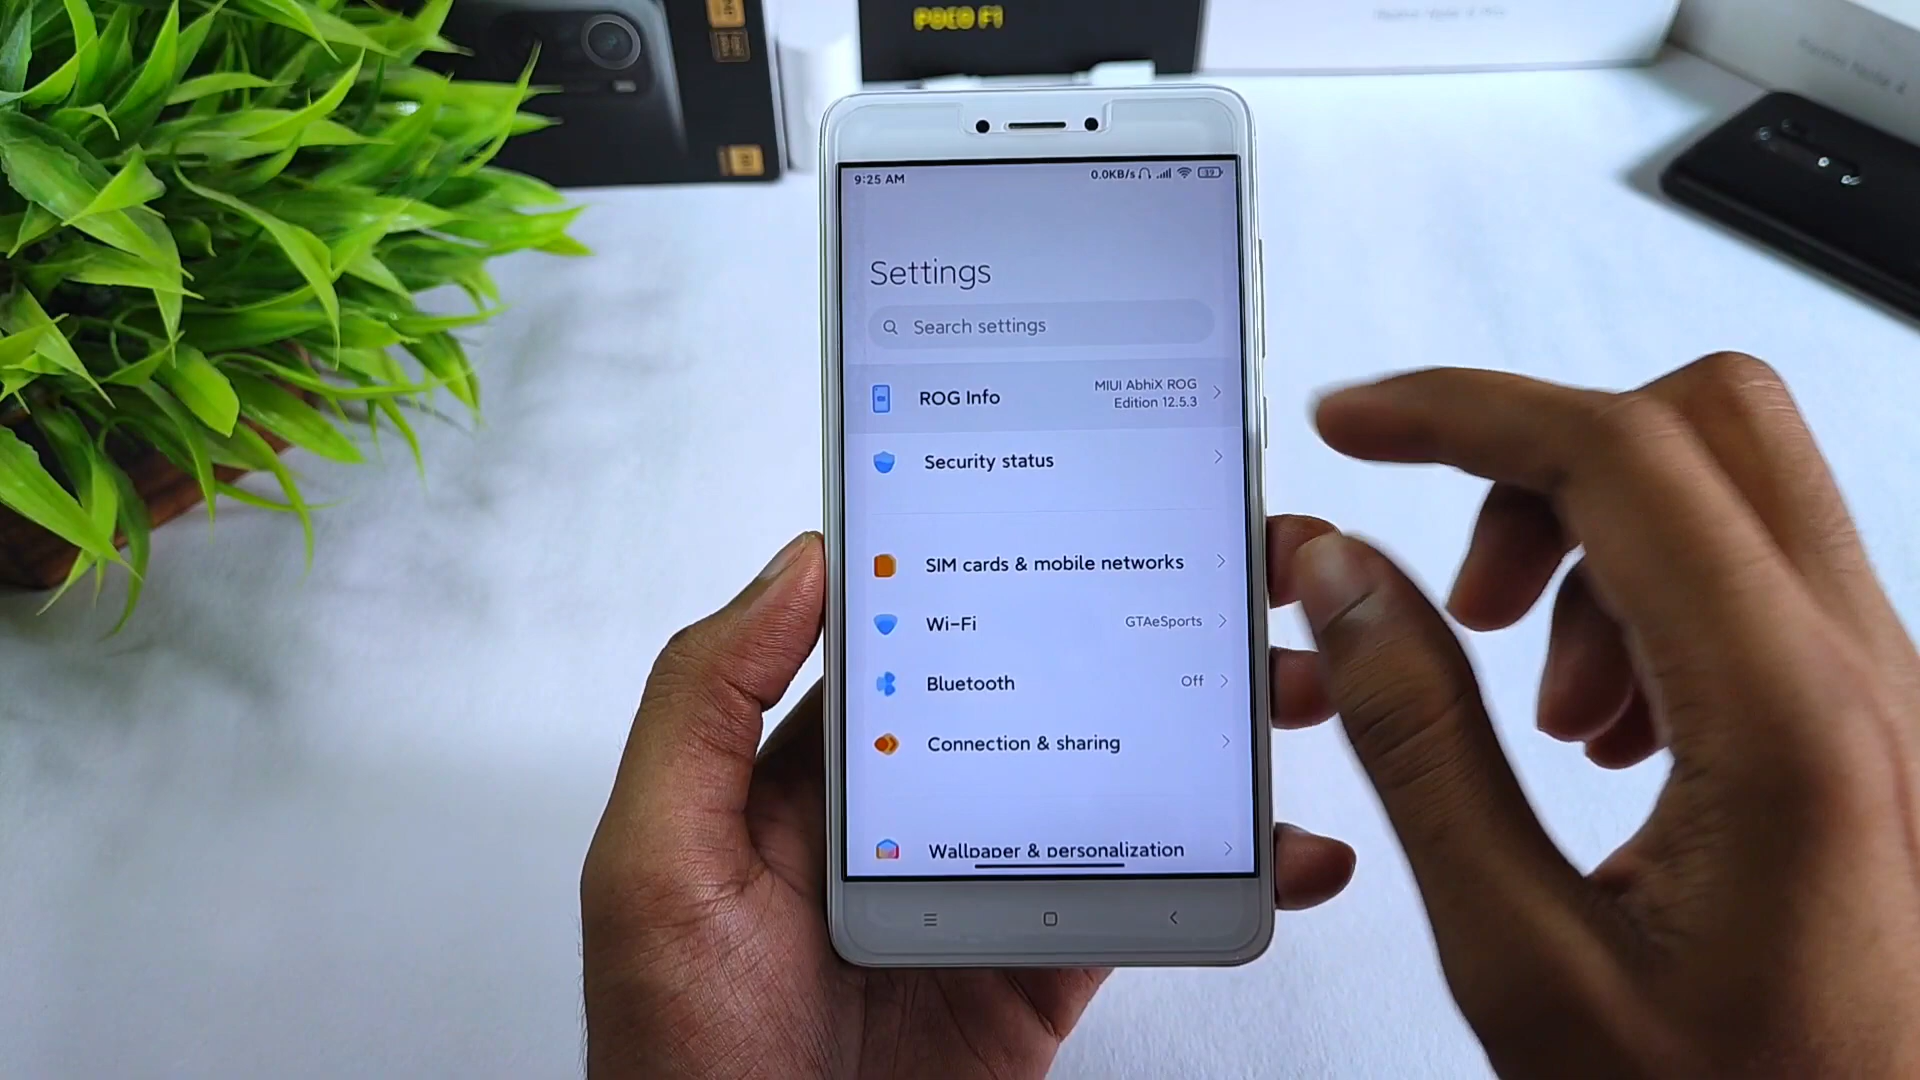 POCO F1
9:25 AM
0.0KB/s
39
Settings
Search settings
ROG Info
MIUI AbhiX ROG
Edition 12.5.3
Security status
SIM cards & mobile networks
Wi-Fi
GTAeSports
Bluetooth
Off
Connection & sharing
Wallpaper & personalization